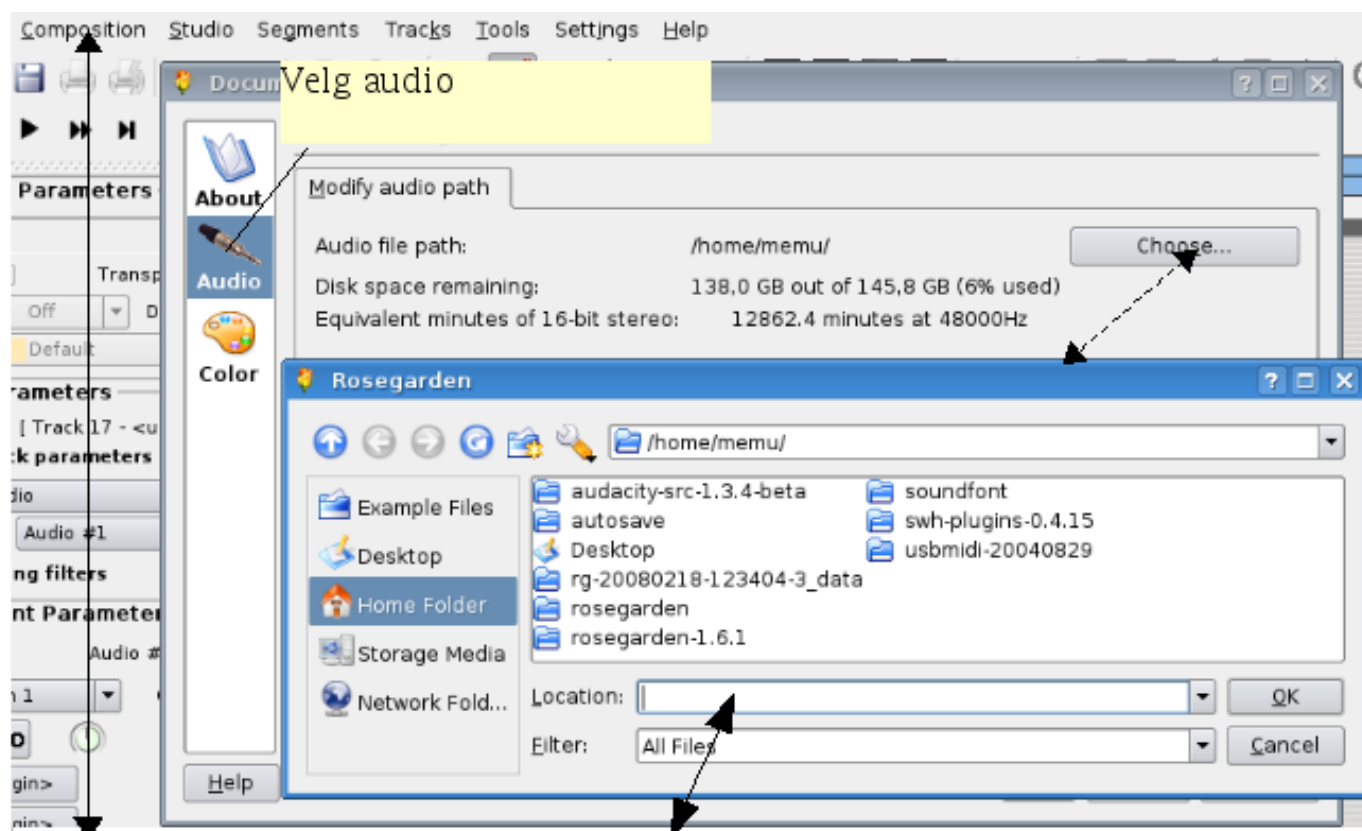 Composition Studio Segments Tracks Tools Settings Help
Velg audio
Parameters
Transp
Off
Default
[ Track 17 - <u
parameters
Audio #1
filters
Audio #
About
Audio
Color
Help
Modify audio path
Audio file path: /home/memu/ Choose...
Disk space remaining: 138,0 GB out of 145,8 GB (6% used)
Equivalent minutes of 16-bit stereo: 12862.4 minutes at 48000Hz
Rosegarden
/home/memu/
Example Files
Desktop
Home Folder
Storage Media
Network Fold...
audacity-src-1.3.4-beta
autosave
Desktop
rg-20080218-123404-3_data
rosegarden
rosegarden-1.6.1
soundfont
swh-plugins-0.4.15
usbmidi-20040829
Location: OK
Filter: All Files Cancel